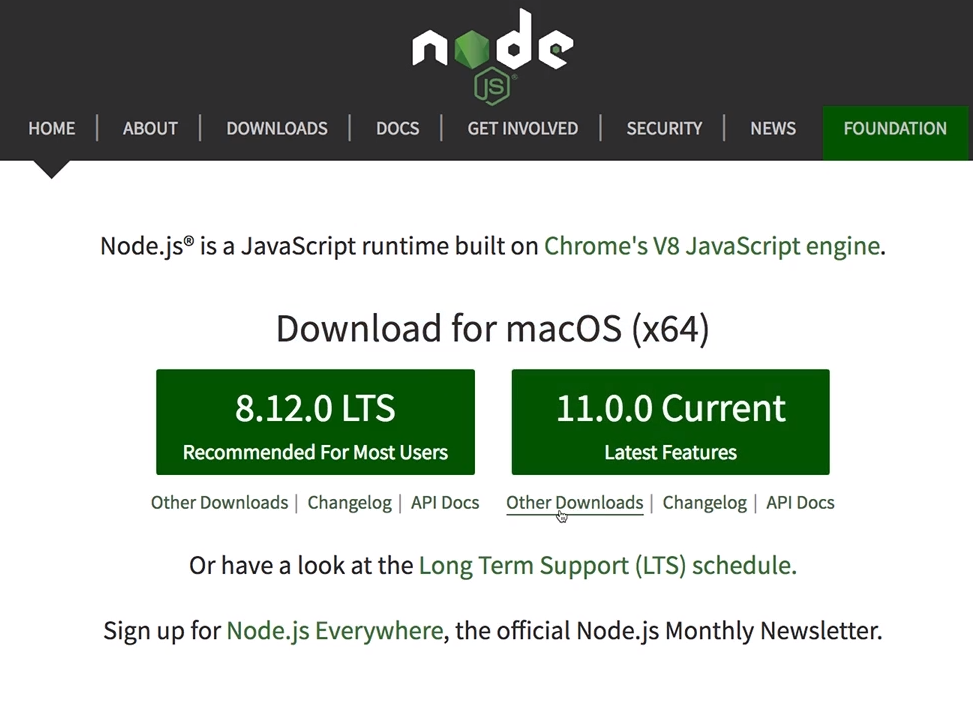 node
JS®
HOME | ABOUT | DOWNLOADS | DOCS | GET INVOLVED | SECURITY | NEWS FOUNDATION
Node.js® is a JavaScript runtime built on Chrome's V8 JavaScript engine.
Download for macOS (x64)
8.12.0 LTS
Recommended For Most Users
11.0.0 Current
Latest Features
Other Downloads | Changelog | API Docs
Other Downloads | Changelog | API Docs
Or have a look at the Long Term Support (LTS) schedule.
Sign up for Node.js Everywhere, the official Node.js Monthly Newsletter.